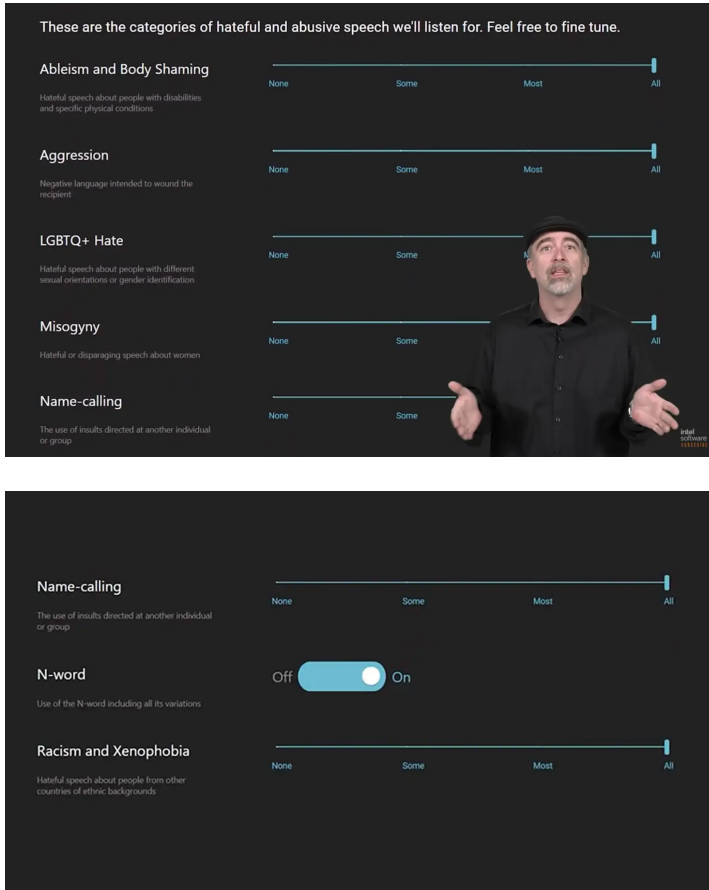 These are the categories of hateful and abusive speech we'll listen for. Feel free to fine tune.
Ableism and Body Shaming
Hateful speech about people with disabilities
and specific physical conditions
None Some Most All
Aggression
Negative language intended to wound the
recipient
None Some Most All
LGBTQ+ Hate
Hateful speech about people with different
sexual orientations or gender identification
None Some All
Misogyny
Hateful or disparaging speech about women
None Some All
Name-calling
The use of insults directed at another individual
or group
None Some
intel
software
SUBSCRIBE
Name-calling
The use of insults directed at another individual
or group
None Some Most All
N-word
Off On
Use of the N-word including all its variations
Racism and Xenophobia
Hateful speech about people from other
countries of ethnic backgrounds
None Some Most All